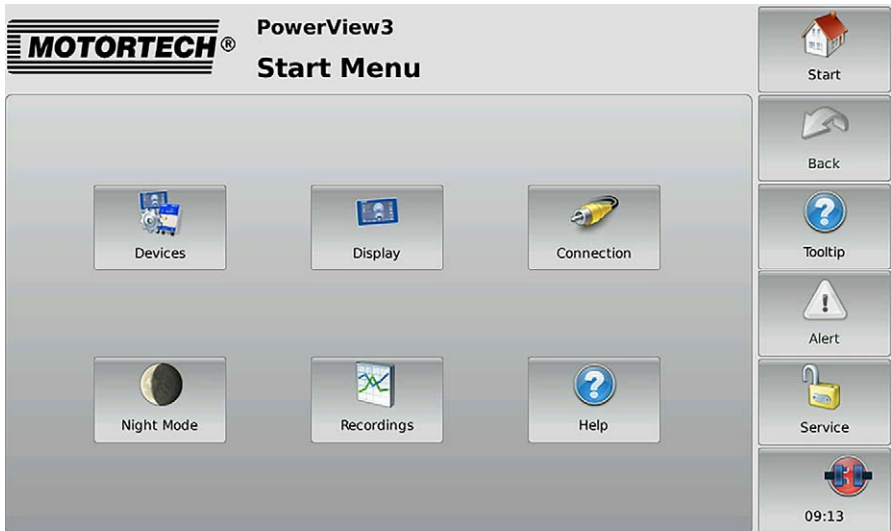 MOTORTECH®
PowerView3
Start Menu
Devices
Display
Connection
Night Mode
Recordings
Help
Start
Back
Tooltip
Alert
Service
09:13